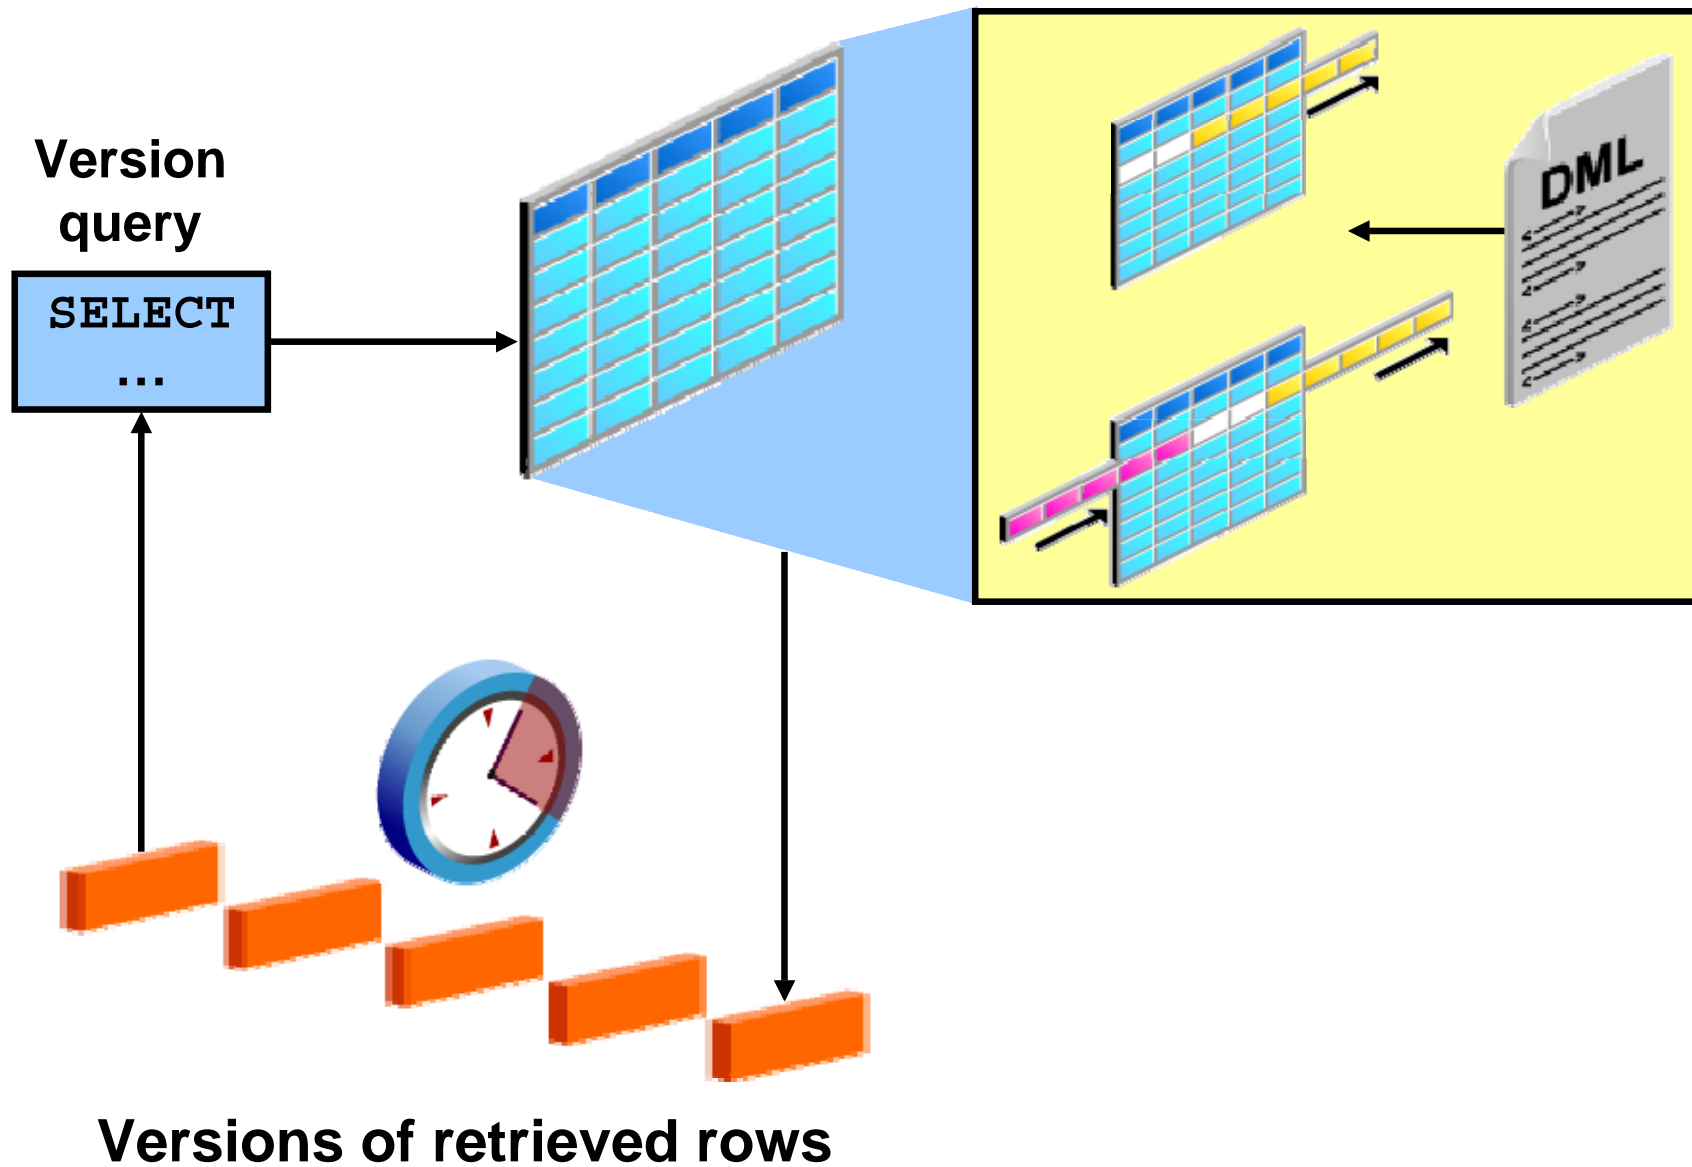 Version
query
SELECT
...
DML
Versions of retrieved rows